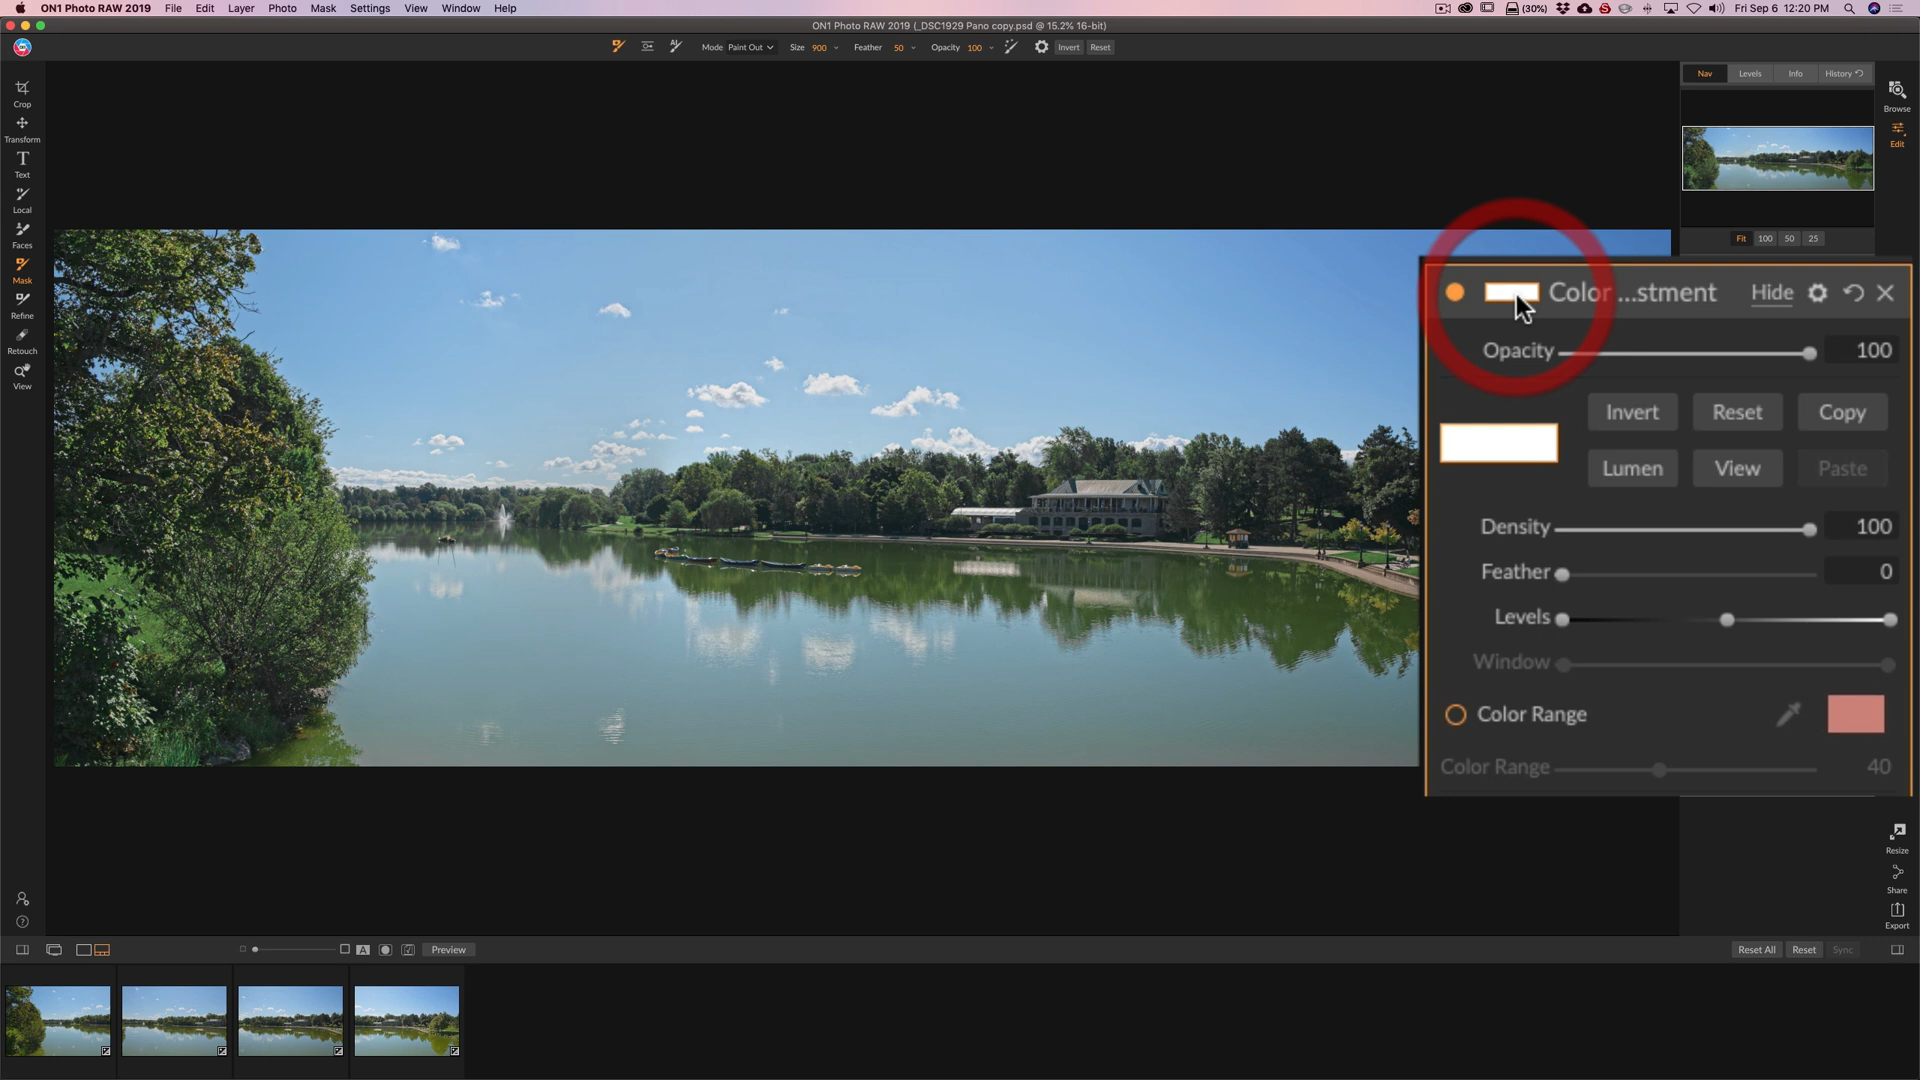 ON1 Photo RAW 2019 File Edit Layer Photo Mask Settings View Window Help (30%) Fri Sep 6 12:20 PM
ON1 Photo RAW 2019 (_DSC1929 Pano copy.psd @ 15.2% 16-bit)
Mode Paint Out Size 900 Feather 50 Opacity 100 Invert Reset
Nav Levels Info History
Crop
Transform
Text
Local
Faces
Mask
Refine
Retouch
View
Browse
Edit
Fit 100 50 25
Color ...stment Hide
Opacity 100
Invert Reset Copy
Lumen View Paste
Density 100
Feather 0
Levels
Window
Color Range
Color Range 40
Resize
Share
Export
A Preview Reset All Reset Sync